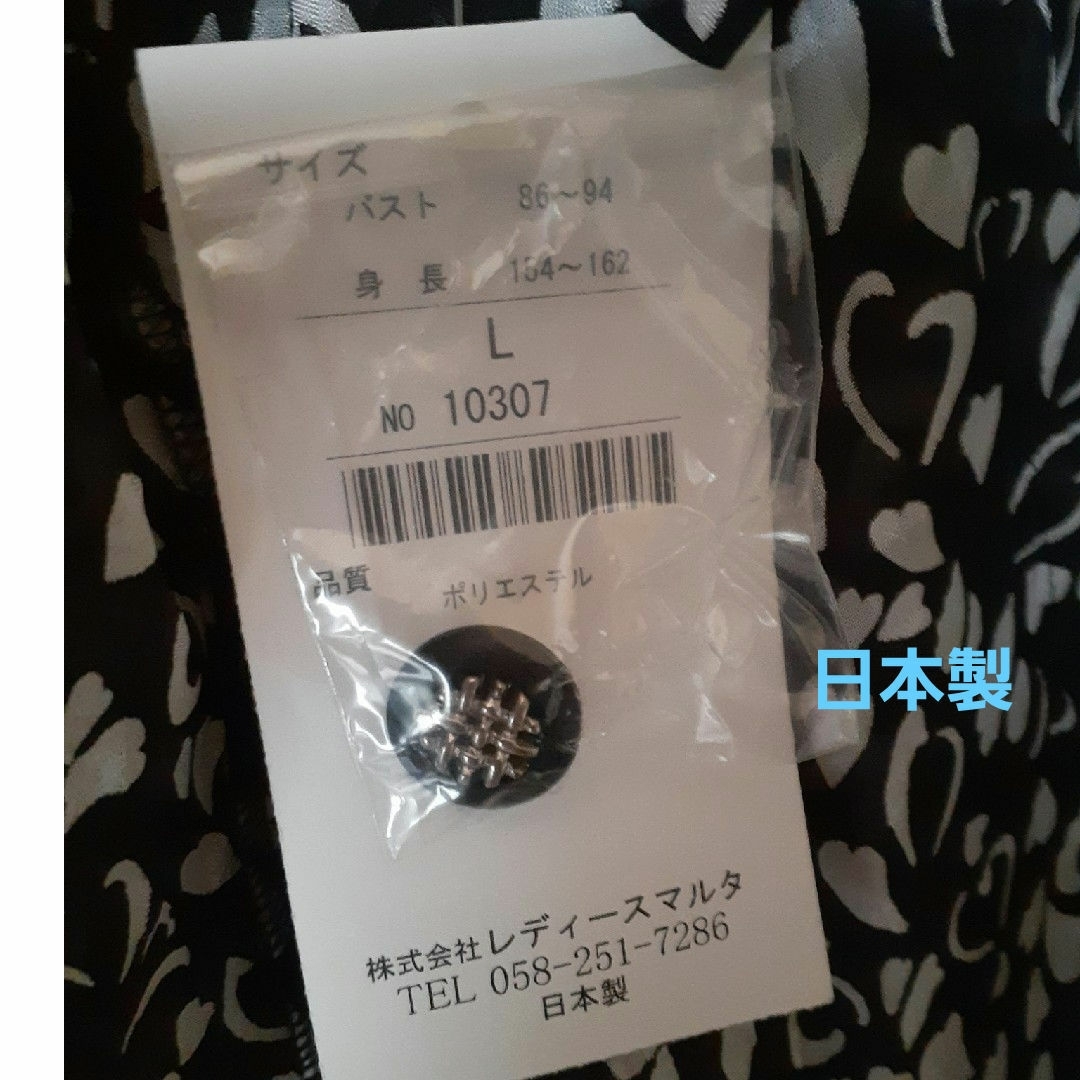 サイズ
バスト 86～94
身長 154～162
L
NO 10307
品質 ポリエステル
日本製
株式会社レディースマルタ
TEL 058-251-7286
日本製